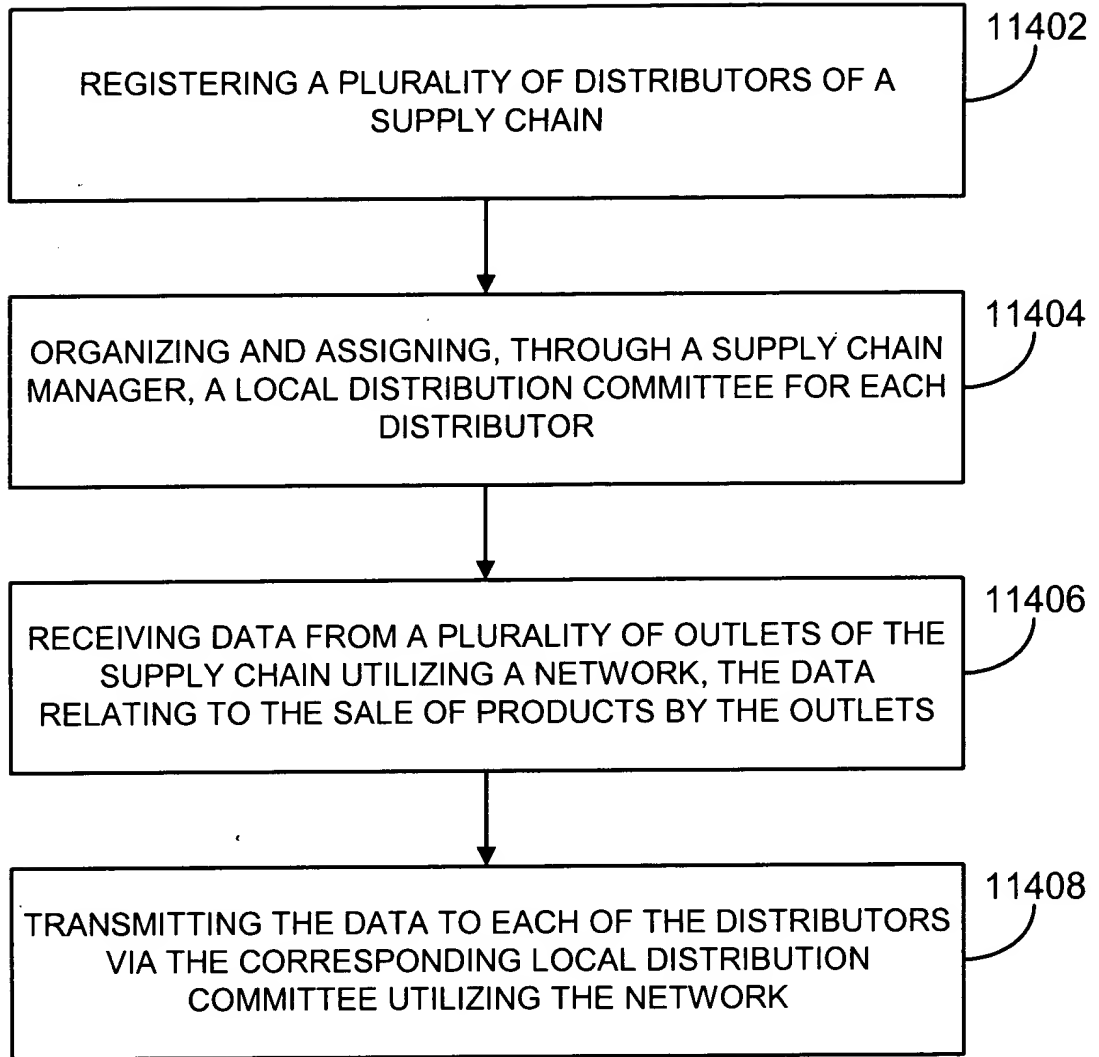 11402
REGISTERING A PLURALITY OF DISTRIBUTORS OF A
SUPPLY CHAIN
11404
ORGANIZING AND ASSIGNING, THROUGH A SUPPLY CHAIN
MANAGER, A LOCAL DISTRIBUTION COMMITTEE FOR EACH
DISTRIBUTOR
11406
RECEIVING DATA FROM A PLURALITY OF OUTLETS OF THE
SUPPLY CHAIN UTILIZING A NETWORK, THE DATA
RELATING TO THE SALE OF PRODUCTS BY THE OUTLETS
11408
TRANSMITTING THE DATA TO EACH OF THE DISTRIBUTORS
VIA THE CORRESPONDING LOCAL DISTRIBUTION
COMMITTEE UTILIZING THE NETWORK